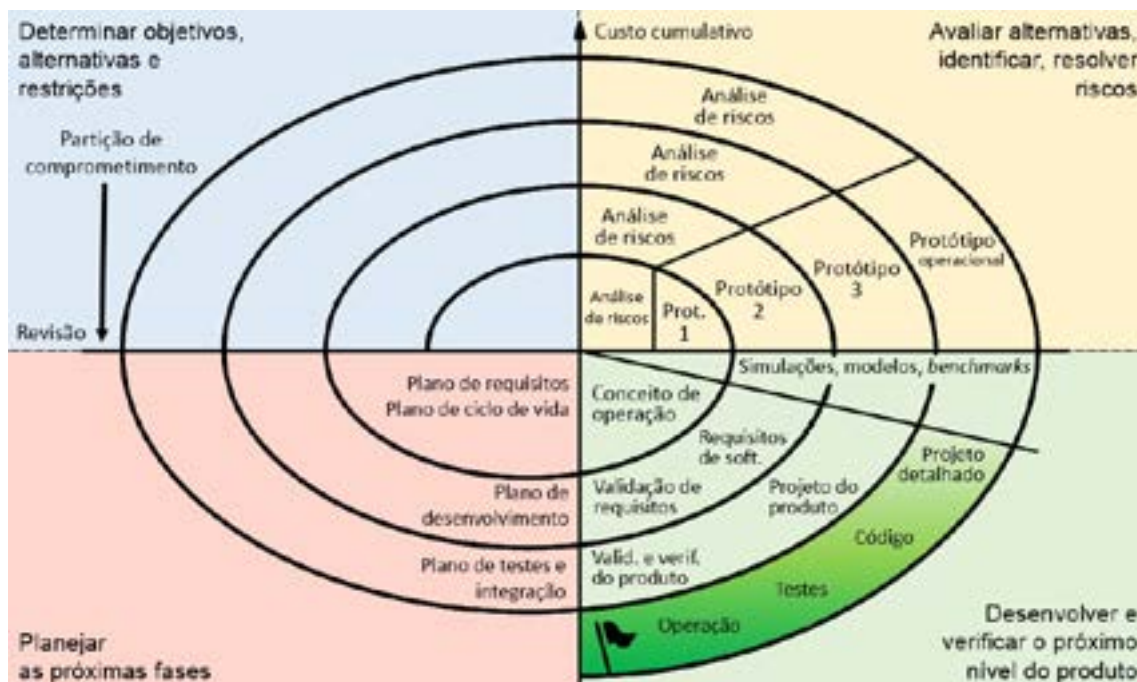 Determinar objetivos,
alternativas e
restrições
Custo cumulativo
Avaliar alternativas,
identificar, resolver
riscos
Partição de
comprometimento
Revisão
Análise
de riscos
Análise
de riscos
Análise
de riscos
Análise
de riscos
Prot.
1
Protótipo
2
Protótipo
3
Protótipo
operacional
Simulações, modelos, benchmarks
Plano de requisitos
Plano de ciclo de vida
Conceito de
operação
Requisitos
de soft.
Projeto do
produto
Projeto
detalhado
Plano de
desenvolvimento
Validação de
requisitos
Código
Plano de testes e
integração
Valid. e verif.
do produto
Testes
Operação
Planejar
as próximas fases
Desenvolver e
verificar o próximo
nível do produto